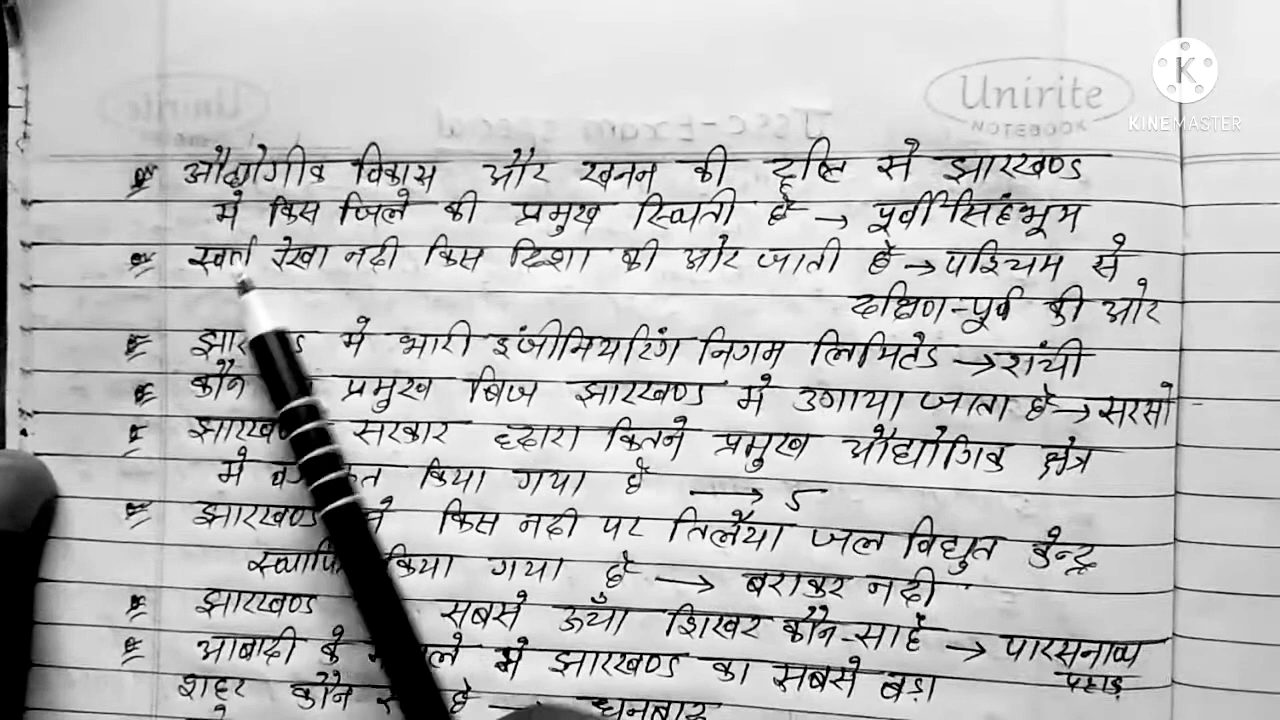 Unirite
NOTEBOOK
K
KINEMASTER
औद्योगीक विकास और खनन की दृष्टि से झारखण्ड
मे किस जिले की प्रमुख स्थिती है → पूर्वी सिंहभूम
स्वर्ण रेखा नदी किस दिशा की ओर जाती है → पश्चिम से
दक्षिण-पूर्व की ओर
में भारी इंजीनियरिंग निगम लिमिटेड → रांची
कौन प्रमुख बिज झारखण्ड मे उगाया जाता है → सरसो
सरकार द्वारा कितने प्रमुख औद्योगिक क्षेत्र
मे किया गया है → 5
झारखण्ड किस नदी पर तिलैया जल विद्युत केन्द्र
किया गया है → बराकर नदी
झारखण्ड सबसे ऊँचा शिखर कौन-सा है → पारसनाथ
पहाड़
आबादी के मे झारखण्ड का सबसे बड़ा
शहर कौन है → धनबाद